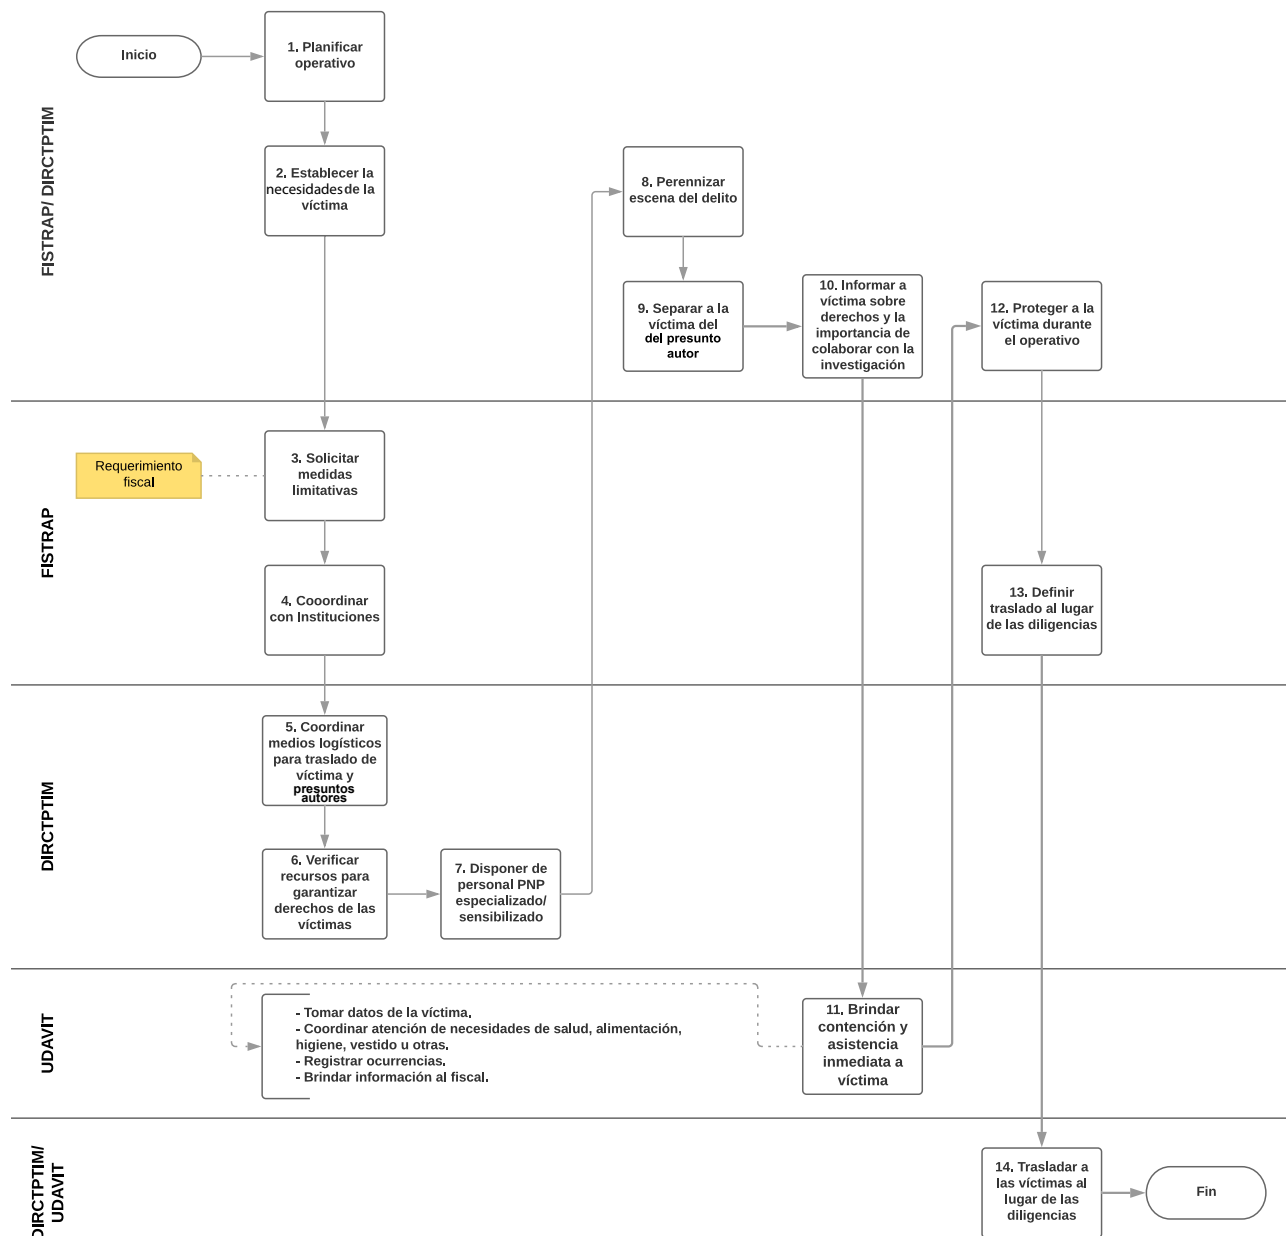 Inicio
1. Planificar
operativo
FISTRAP/ DIRCTPTIM
2. Establecer la
necesidades de la
víctima
8. Perennizar
escena del delito
9. Separar a la
víctima del
del presunto
autor
10. Informar a
víctima sobre
derechos y la
importancia de
colaborar con la
investigación
12. Proteger a la
víctima durante
el operativo
FISTRAP
Requerimiento
fiscal
3. Solicitar
medidas
limitativas
4. Cooordinar
con Instituciones
13. Definir
traslado al lugar
de las diligencias
DIRCTPTIM
5. Coordinar
medios logísticos
para traslado de
víctima y
presuntos
autores
6. Verificar
recursos para
garantizar
derechos de las
víctimas
7. Disponer de
personal PNP
especializado/
sensibilizado
UDAVIT
- Tomar datos de la víctima.
- Coordinar atención de necesidades de salud, alimentación,
higiene, vestido u otras.
- Registrar ocurrencias.
- Brindar información al fiscal.
11. Brindar
contención y
asistencia
inmediata a
víctima
DIRCTPTIM/
UDAVIT
14. Trasladar a
las víctimas al
lugar de las
diligencias
Fin